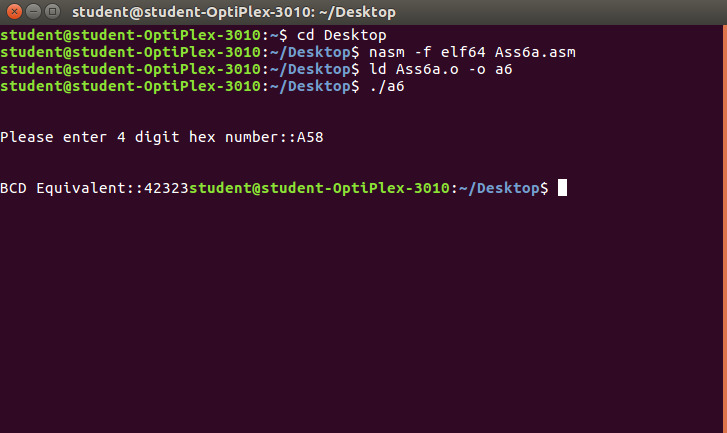 student@student-OptiPlex-3010: ~/Desktop
student@student-OptiPlex-3010:~$ cd Desktop
student@student-OptiPlex-3010:~/Desktop$ nasm -f elf64 Ass6a.asm
student@student-OptiPlex-3010:~/Desktop$ ld Ass6a.o -o a6
student@student-OptiPlex-3010:~/Desktop$ ./a6
Please enter 4 digit hex number::A58
BCD Equivalent::42323student@student-OptiPlex-3010:~/Desktop$